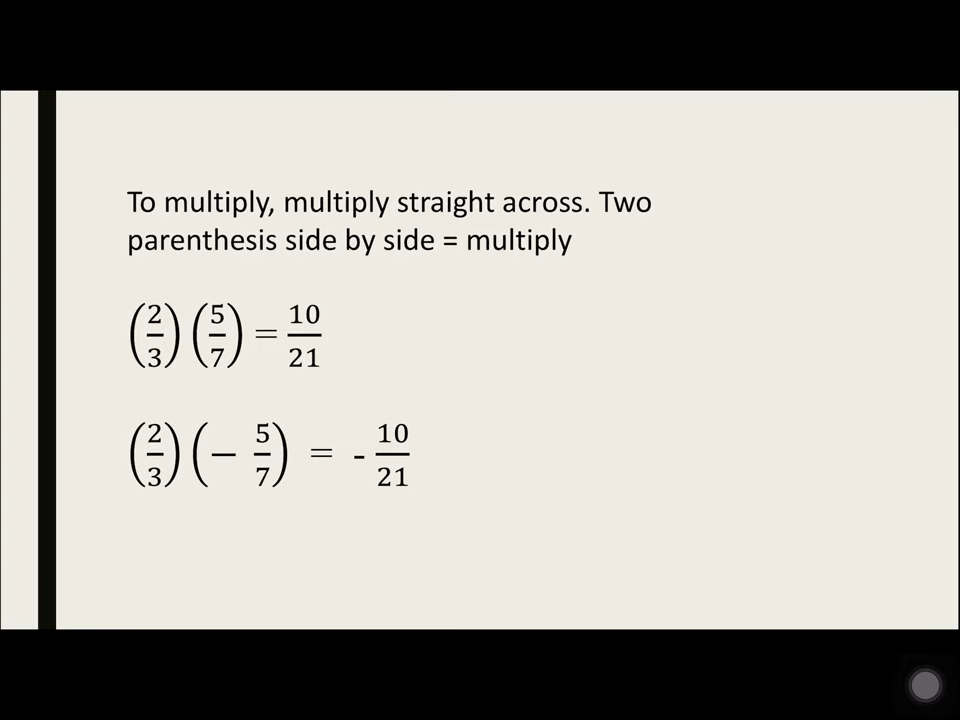 To multiply, multiply straight across. Two
parenthesis side by side = multiply
(2/3)(5/7) = 10/21
(2/3)(− 5/7) = - 10/21